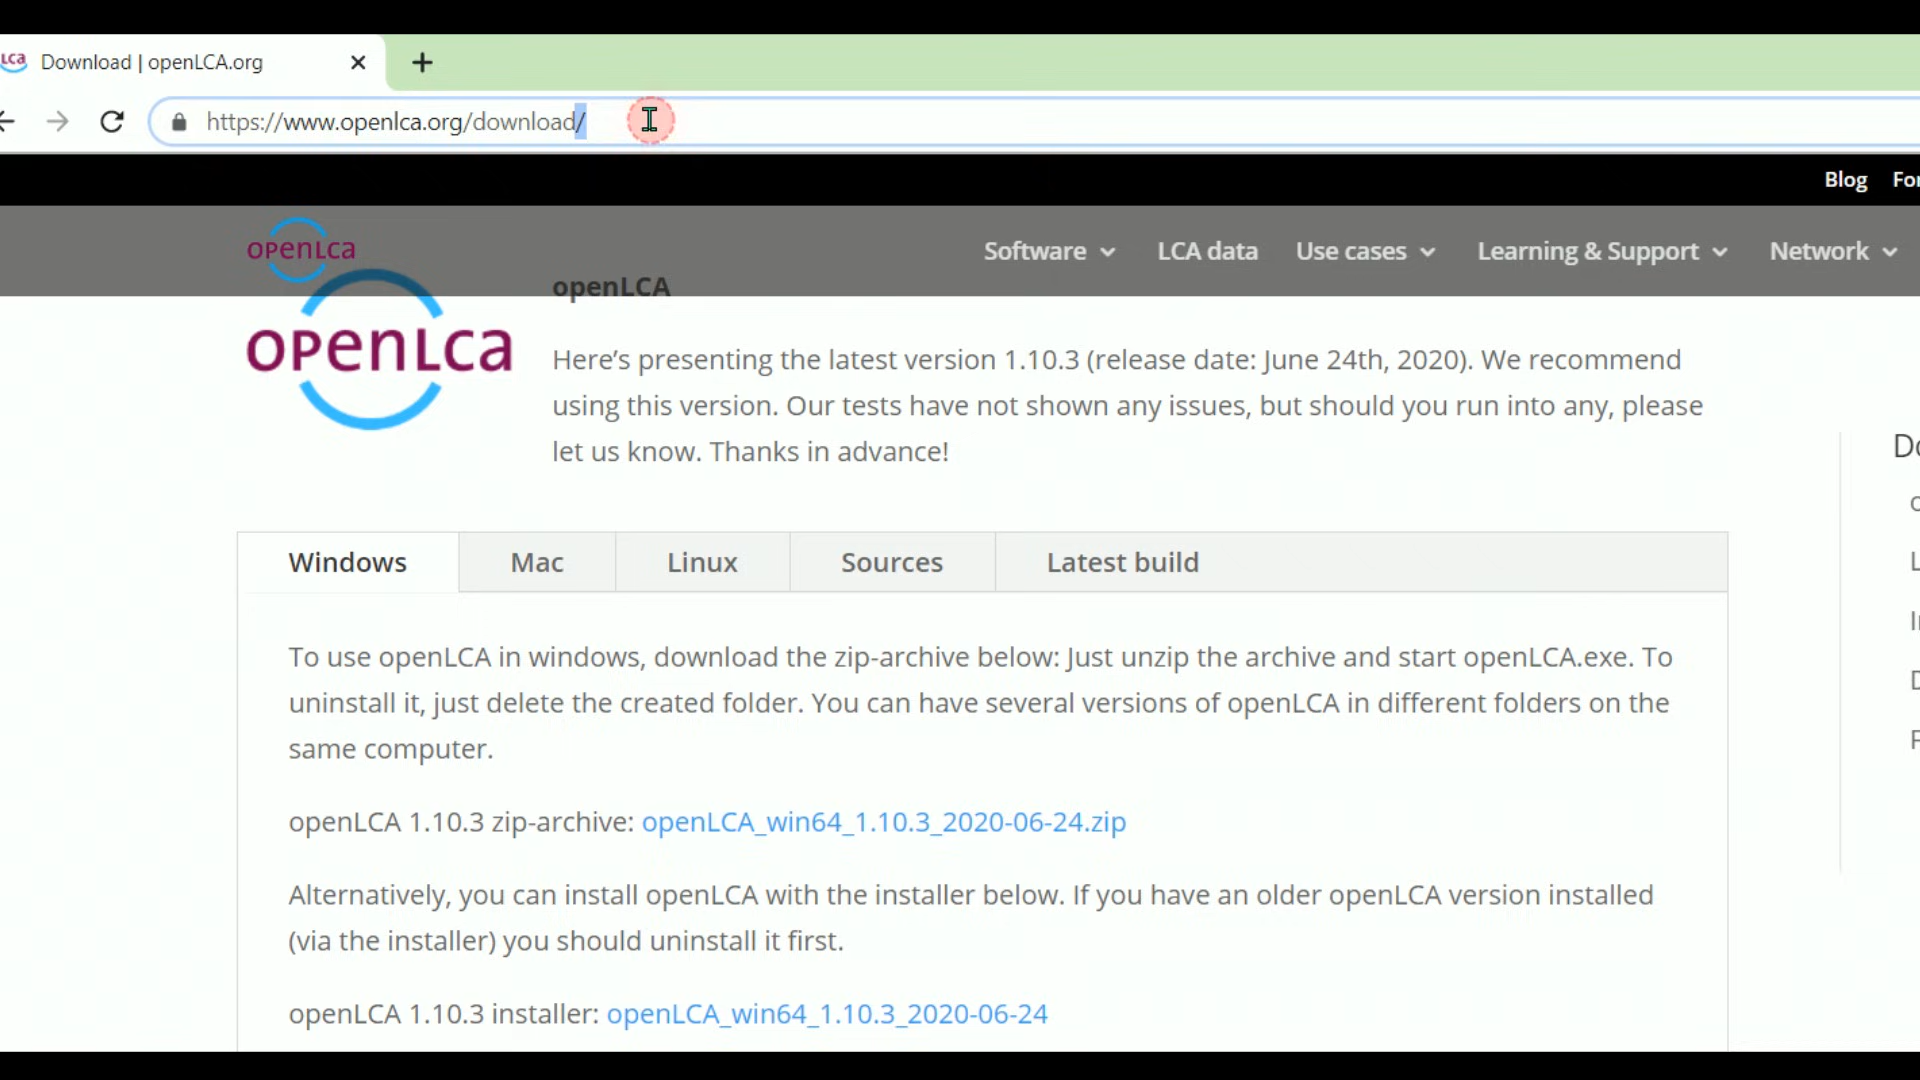 LCA Download | openLCA.org
https://www.openlca.org/download/
Blog
openLCA Software LCA data Use cases Learning & Support Network
openLCA
openLCA
Here's presenting the latest version 1.10.3 (release date: June 24th, 2020). We recommend
using this version. Our tests have not shown any issues, but should you run into any, please
let us know. Thanks in advance!
Windows Mac Linux Sources Latest build
To use openLCA in windows, download the zip-archive below: Just unzip the archive and start openLCA.exe. To
uninstall it, just delete the created folder. You can have several versions of openLCA in different folders on the
same computer.
openLCA 1.10.3 zip-archive: openLCA_win64_1.10.3_2020-06-24.zip
Alternatively, you can install openLCA with the installer below. If you have an older openLCA version installed
(via the installer) you should uninstall it first.
openLCA 1.10.3 installer: openLCA_win64_1.10.3_2020-06-24